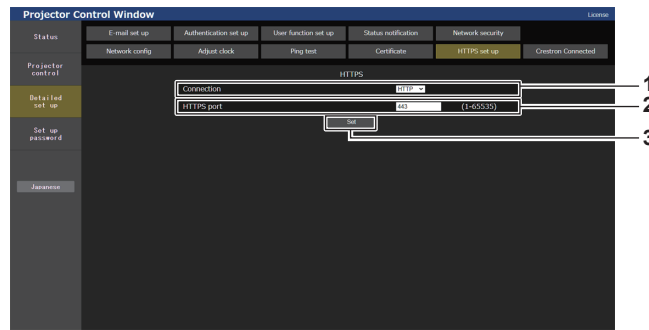 Projector Control Window
License
Status
E-mail set up
Authentication set up
User function set up
Status notification
Network security
Network config
Adjust clock
Ping test
Certificate
HTTPS set up
Crestron Connected
Projector
control
Detailed
set up
Set up
password
Japanese
HTTPS
Connection
HTTP
1
HTTPS port
443
(1-65535)
2
Set
3